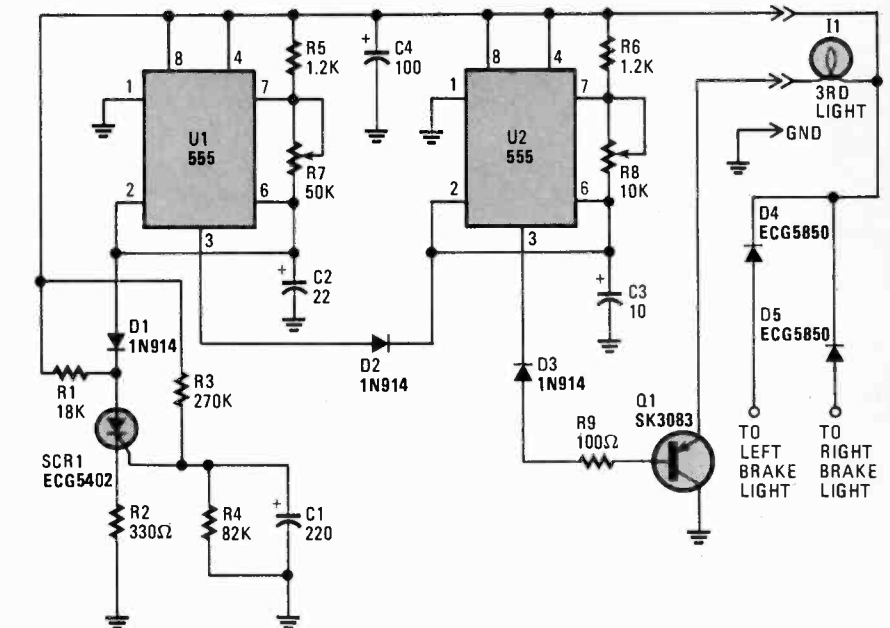 8
4
R5
1.2K
+
C4
100
8
4
R6
1.2K
I1
3RD
LIGHT
1
7
1
7
GND
U1
555
U2
555
R7
50K
R8
10K
2
6
2
6
3
3
D4
ECG5850
+
C2
22
+
C3
10
D5
ECG5850
D1
1N914
D2
1N914
D3
1N914
R1
18K
R3
270K
Q1
SK3083
R9
100Ω
TO
LEFT
BRAKE
LIGHT
TO
RIGHT
BRAKE
LIGHT
SCR1
ECG5402
R2
330Ω
R4
82K
+
C1
220